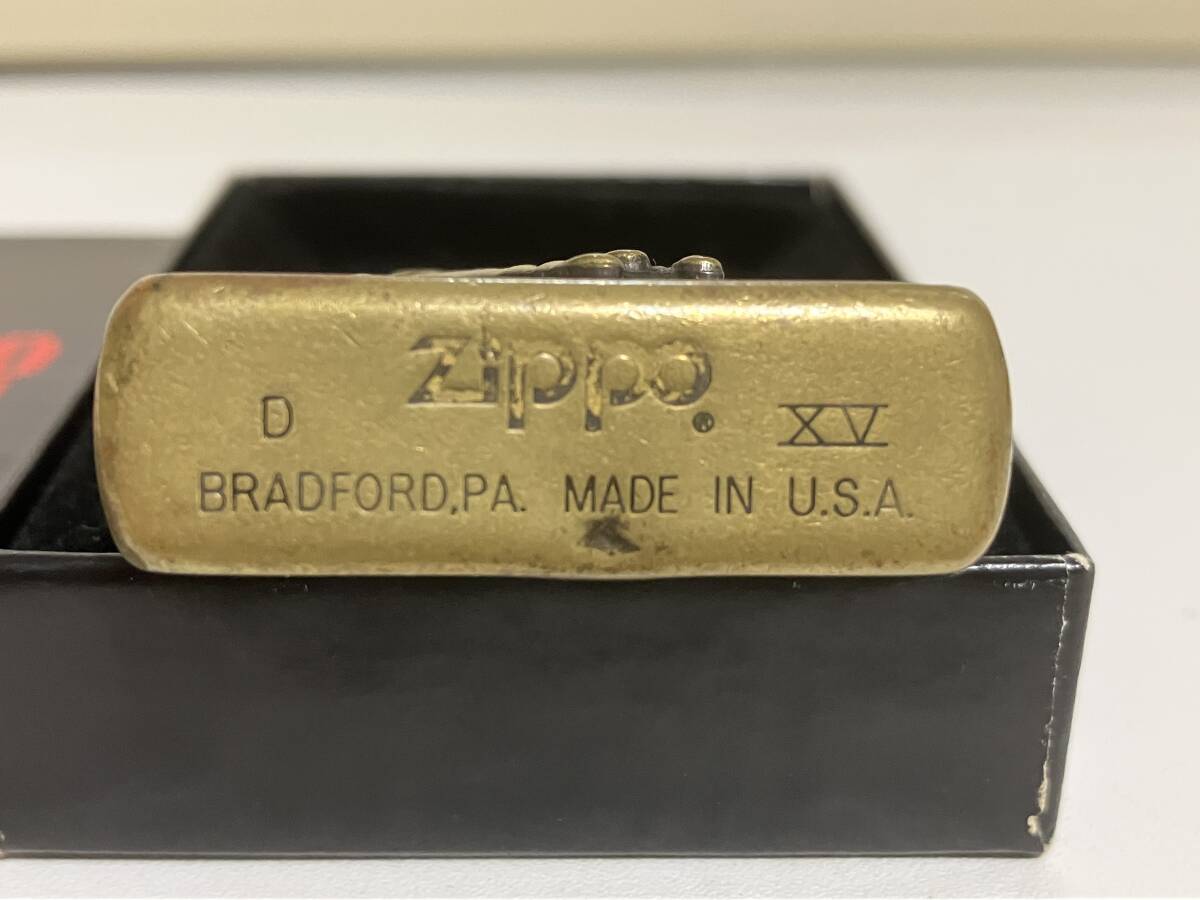 Zippo®
D XV
BRADFORD,PA. MADE IN U.S.A.